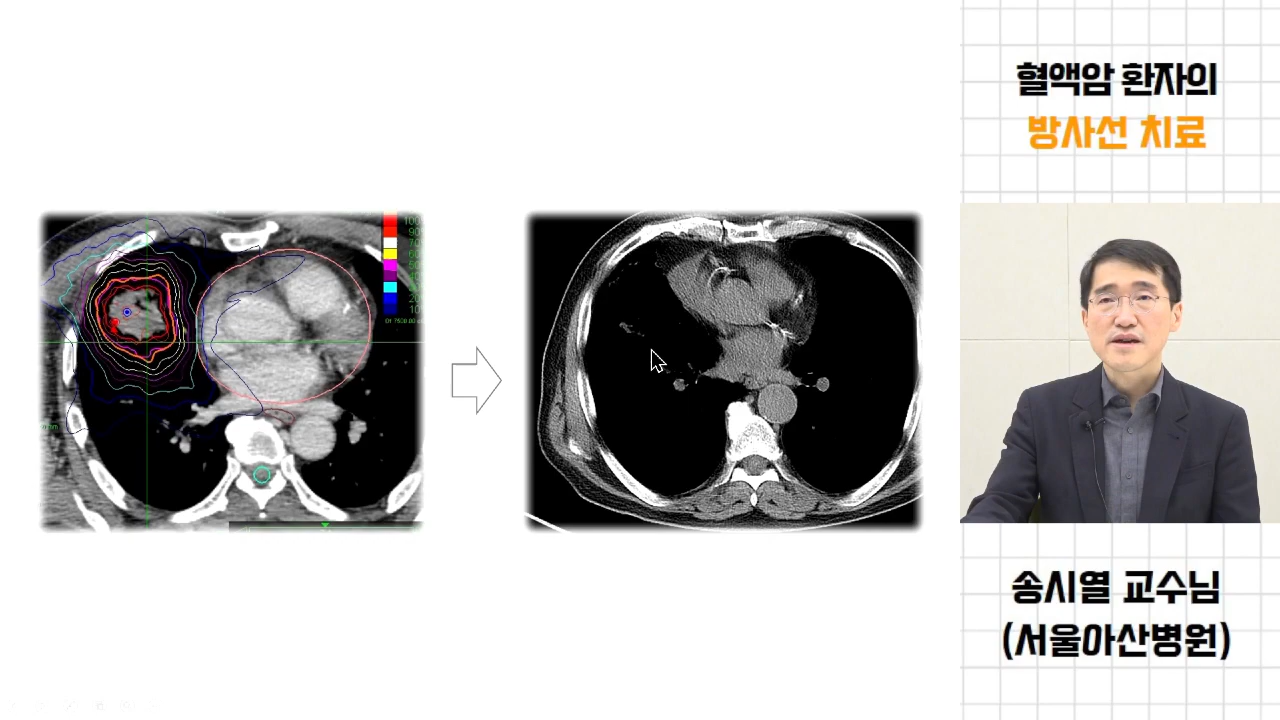 혈액암 환자의
방사선 치료
송시열 교수님
(서울아산병원)